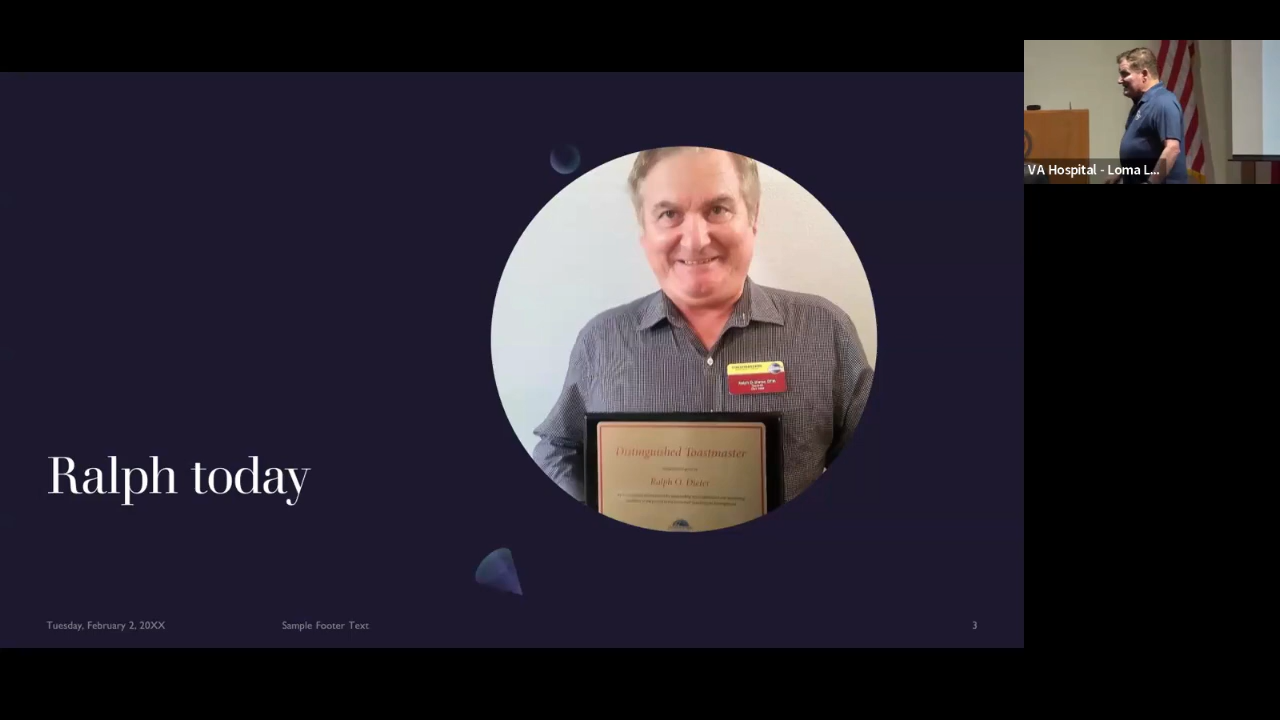 VA Hospital - Loma L...
Distinguished Toastmaster
Ralph O. Dieter
Ralph today
Tuesday, February 2, 20XX
Sample Footer Text
3